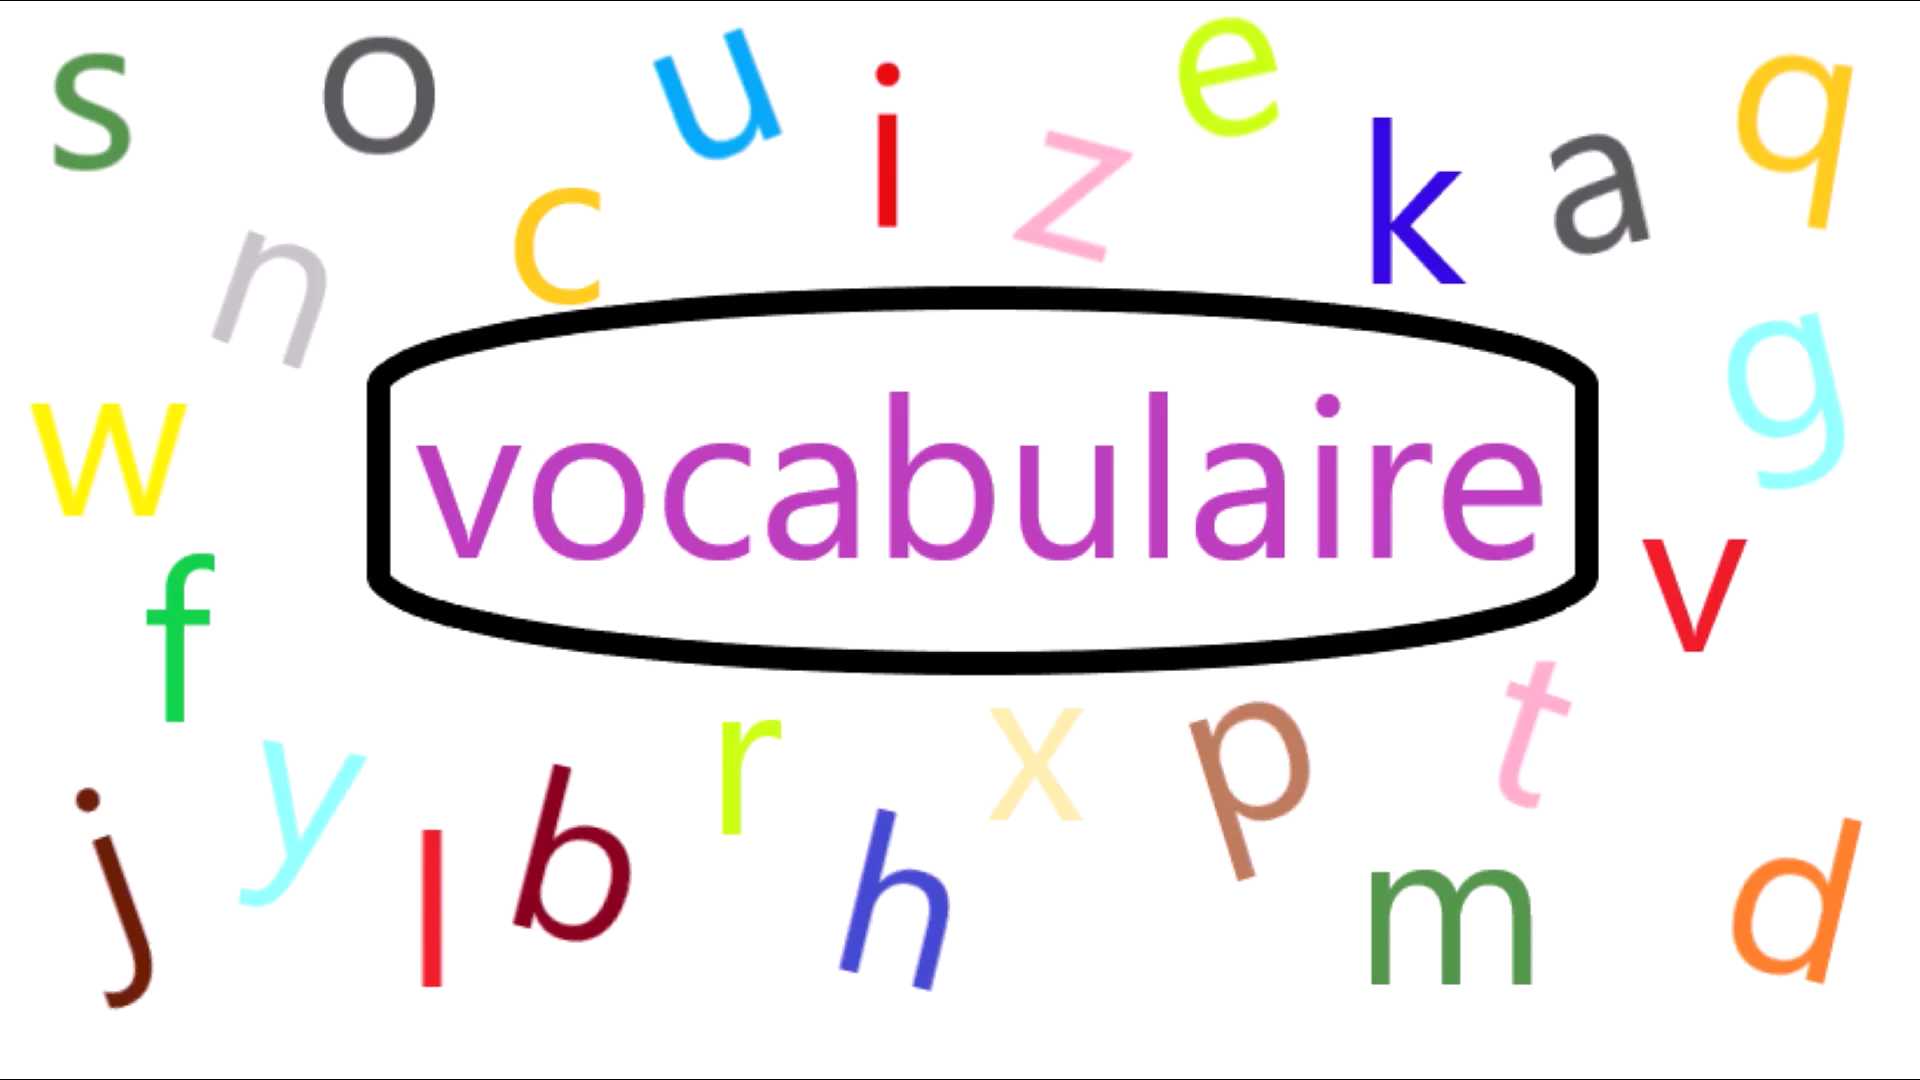 s o u i e q
n c z k a
w vocabulaire g
f v
y r x p t
j l b h m d